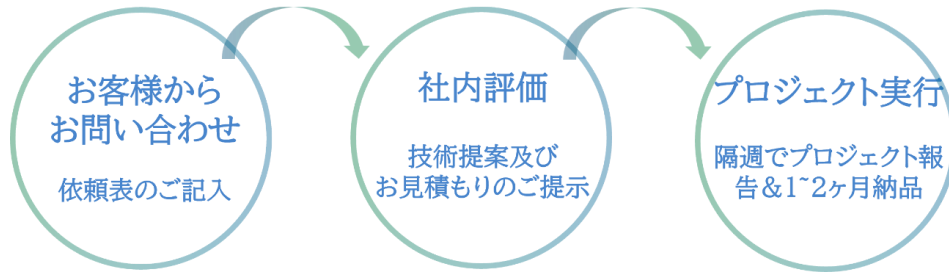 お客様から
お問い合わせ
依頼表のご記入
社内評価
技術提案及び
お見積もりのご提示
プロジェクト実行
隔週でプロジェクト報
告&1~2ヶ月納品